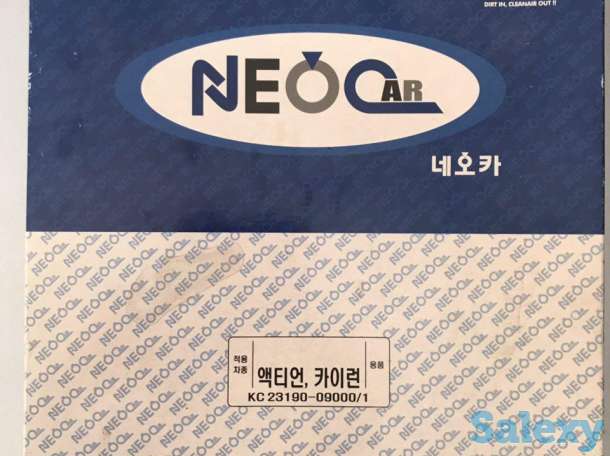 DIRT IN, CLEANAIR OUT !!
NEOCAR
네오카
적용
차종
액티언, 카이런
용품
KC 23190-09000/1
Salexy